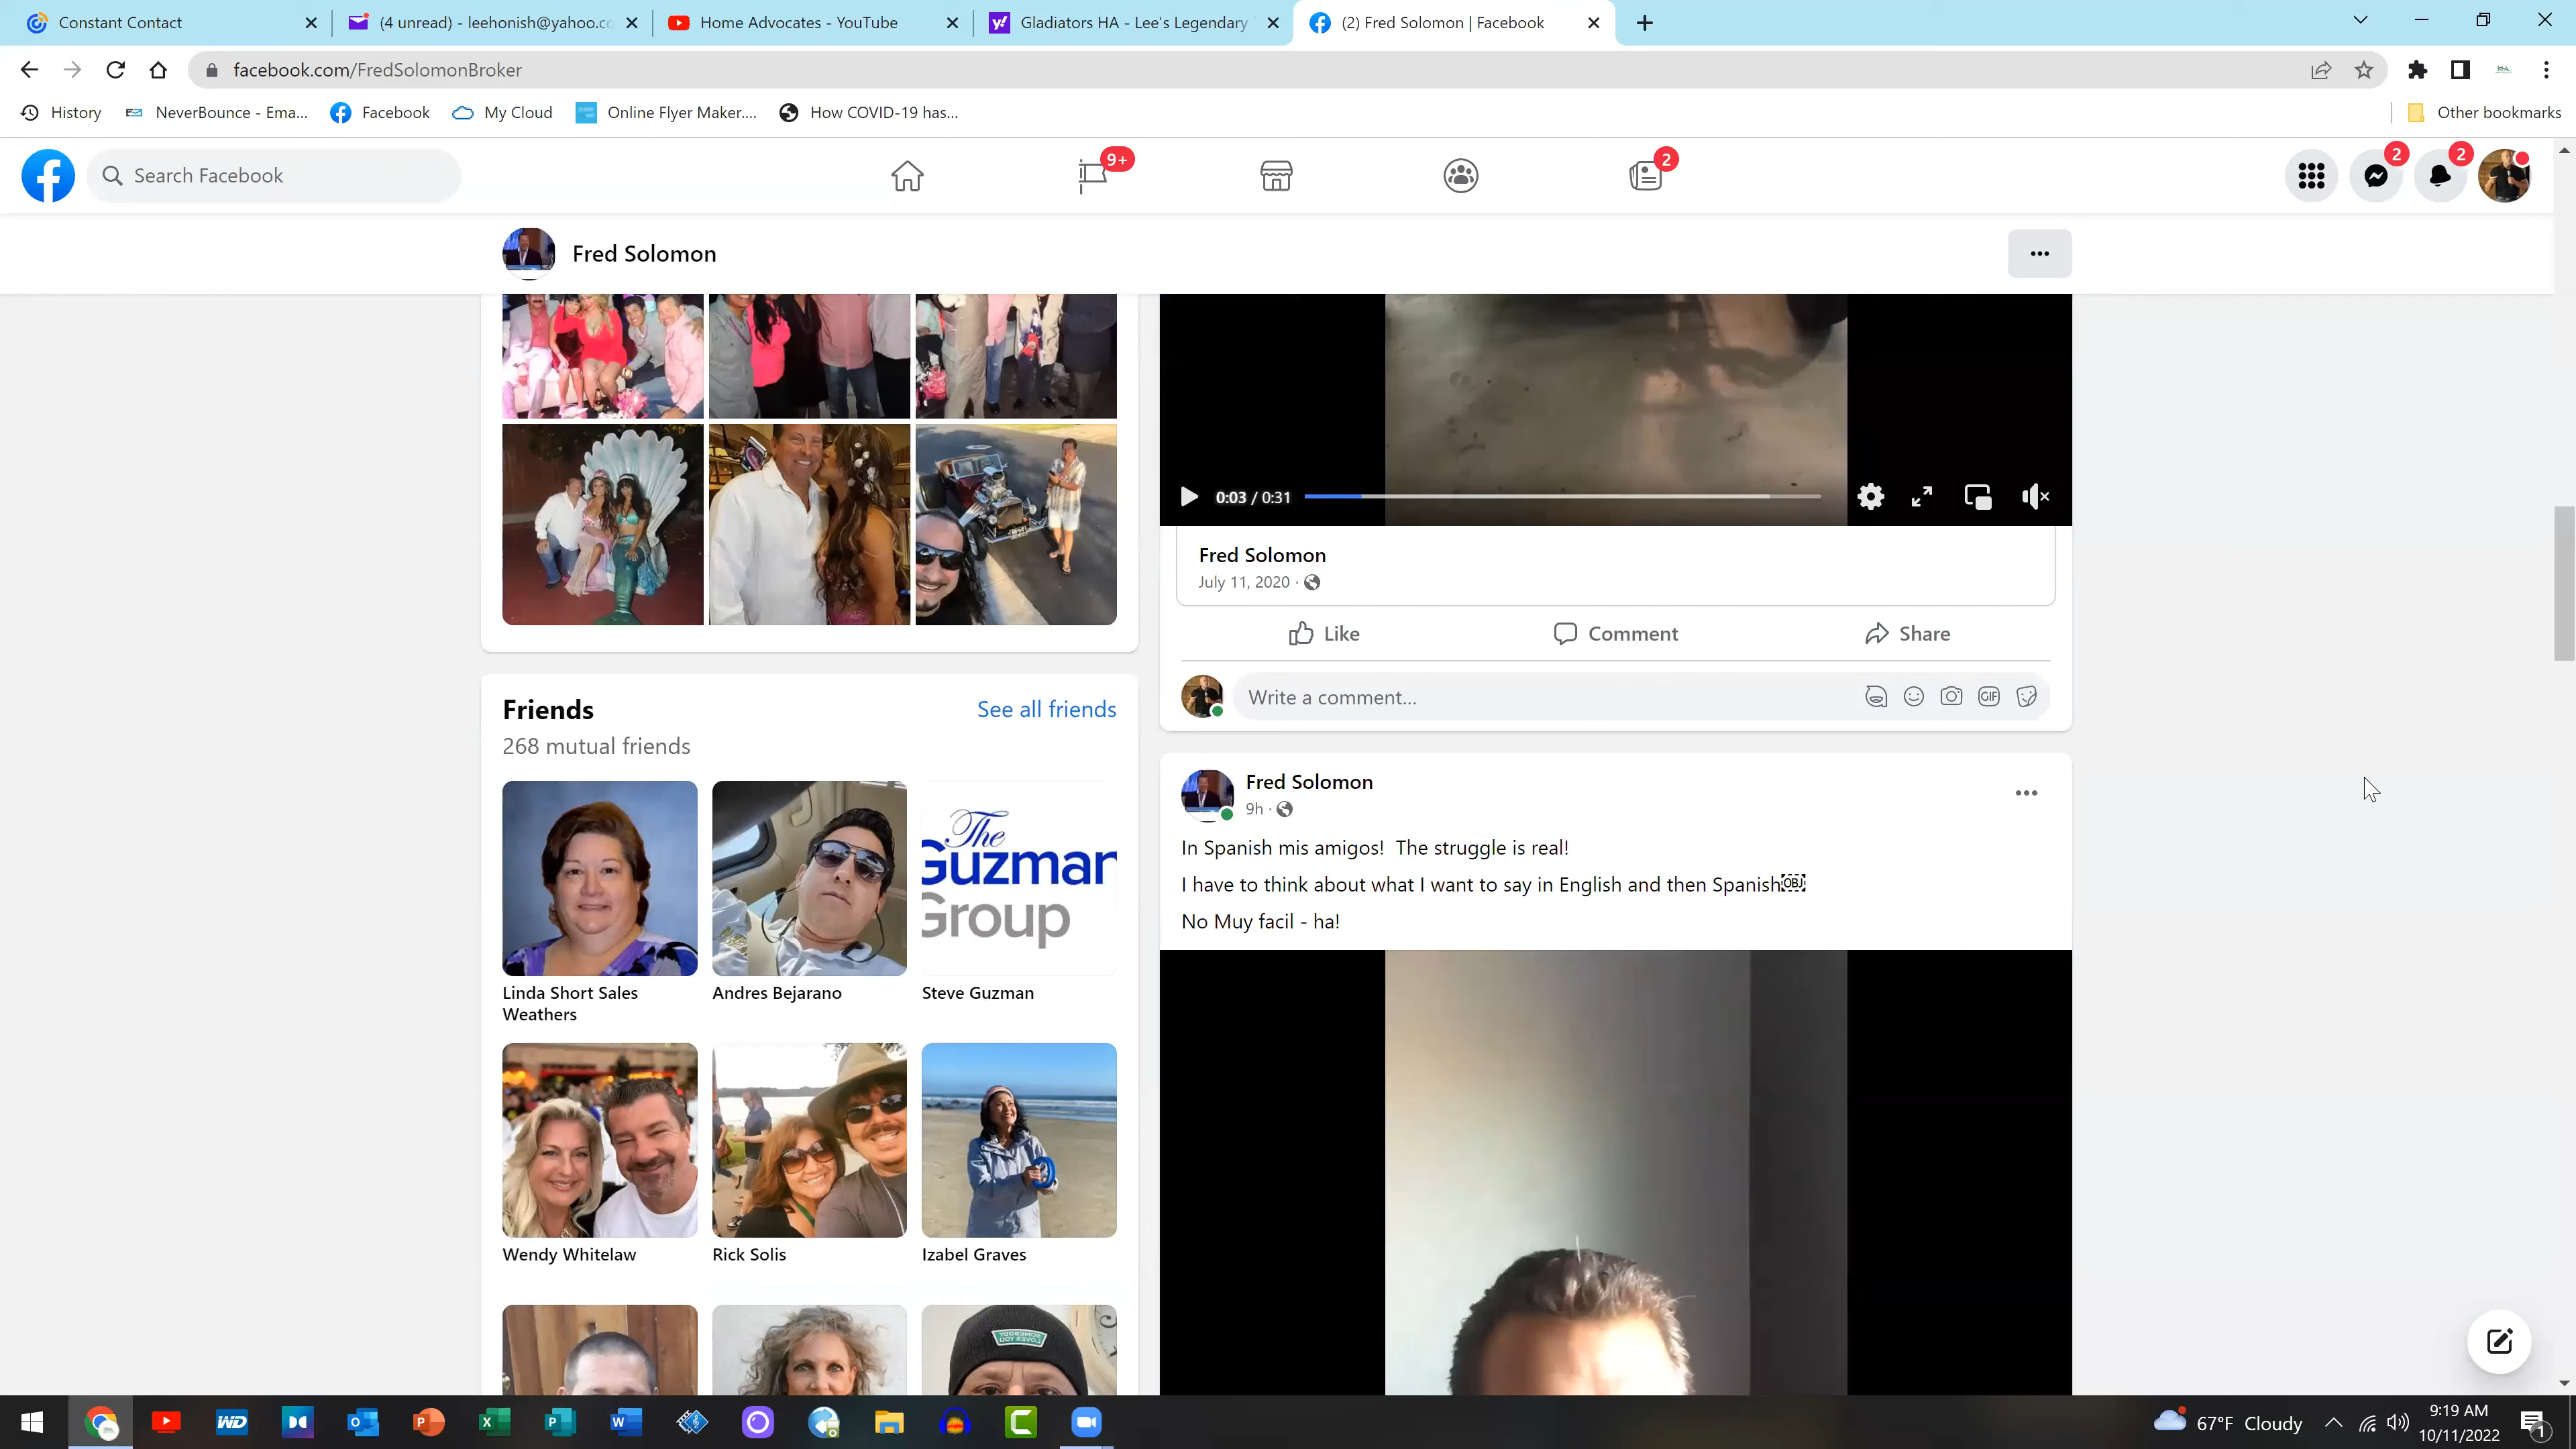 Constant Contact
(4 unread) - leehonish@yahoo.co
Home Advocates - YouTube
Gladiators HA - Lee's Legendary
(2) Fred Solomon | Facebook
facebook.com/FredSolomonBroker
History
NeverBounce - Ema...
Facebook
My Cloud
Online Flyer Maker....
How COVID-19 has...
Other bookmarks
Search Facebook
9+
2
2
2
Fred Solomon
0:03 / 0:31
Fred Solomon
July 11, 2020
Like
Comment
Share
Write a comment...
GIF
Friends
See all friends
268 mutual friends
The
Guzman
Group
Linda Short Sales
Weathers
Andres Bejarano
Steve Guzman
Wendy Whitelaw
Rick Solis
Izabel Graves
Fred Solomon
9h
In Spanish mis amigos! The struggle is real!
I have to think about what I want to say in English and then Spanish￼
No Muy facil - ha!
67°F Cloudy
9:19 AM
10/11/2022
1